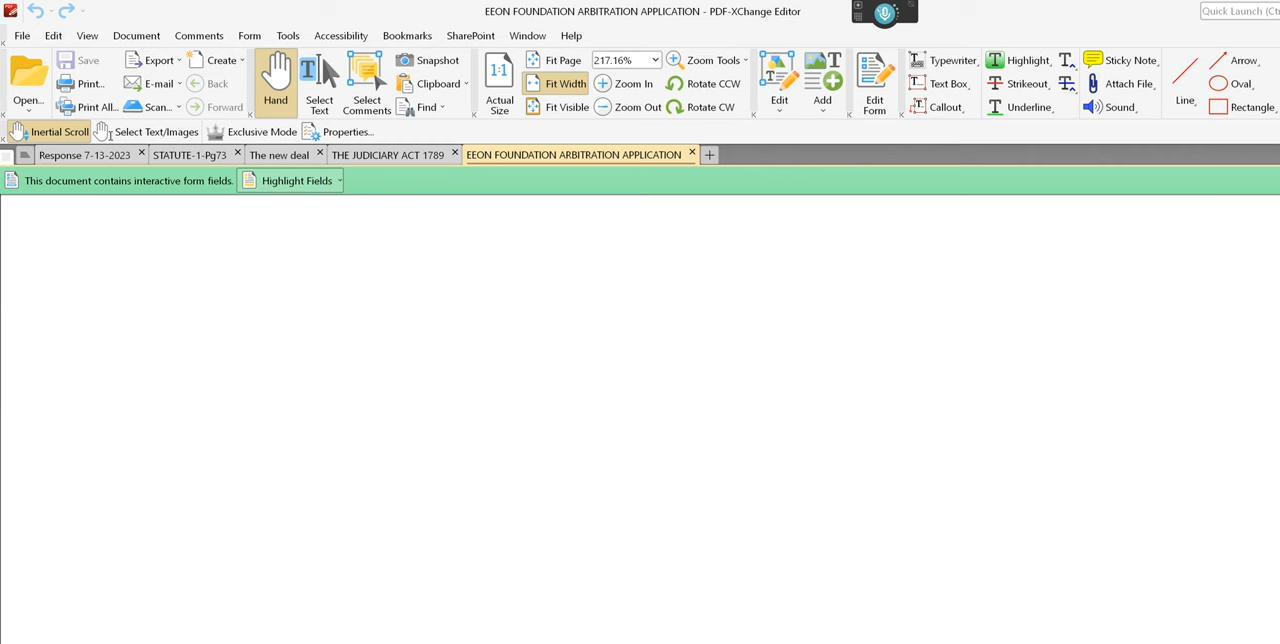 EEON FOUNDATION ARBITRATION APPLICATION - PDF-XChange Editor
Quick Launch (Ctr
File Edit View Document Comments Form Tools Accessibility Bookmarks SharePoint Window Help
Open...
Save
Print...
Print All...
Export
E-mail
Scan...
Create
Back
Forward
Hand
Select
Text
Select
Comments
Snapshot
Clipboard
Find
1:1
Actual
Size
Fit Page
Fit Width
Fit Visible
217.16%
Zoom In
Zoom Out
Zoom Tools
Rotate CCW
Rotate CW
Edit
Add
Edit
Form
Typewriter
Text Box
Callout
Highlight
Strikeout
Underline
Sticky Note
Attach File
Sound
Line
Arrow
Oval
Rectangle
Inertial Scroll Select Text/Images Exclusive Mode Properties...
Response 7-13-2023 STATUTE-1-Pg73 The new deal THE JUDICIARY ACT 1789 EEON FOUNDATION ARBITRATION APPLICATION
This document contains interactive form fields. Highlight Fields